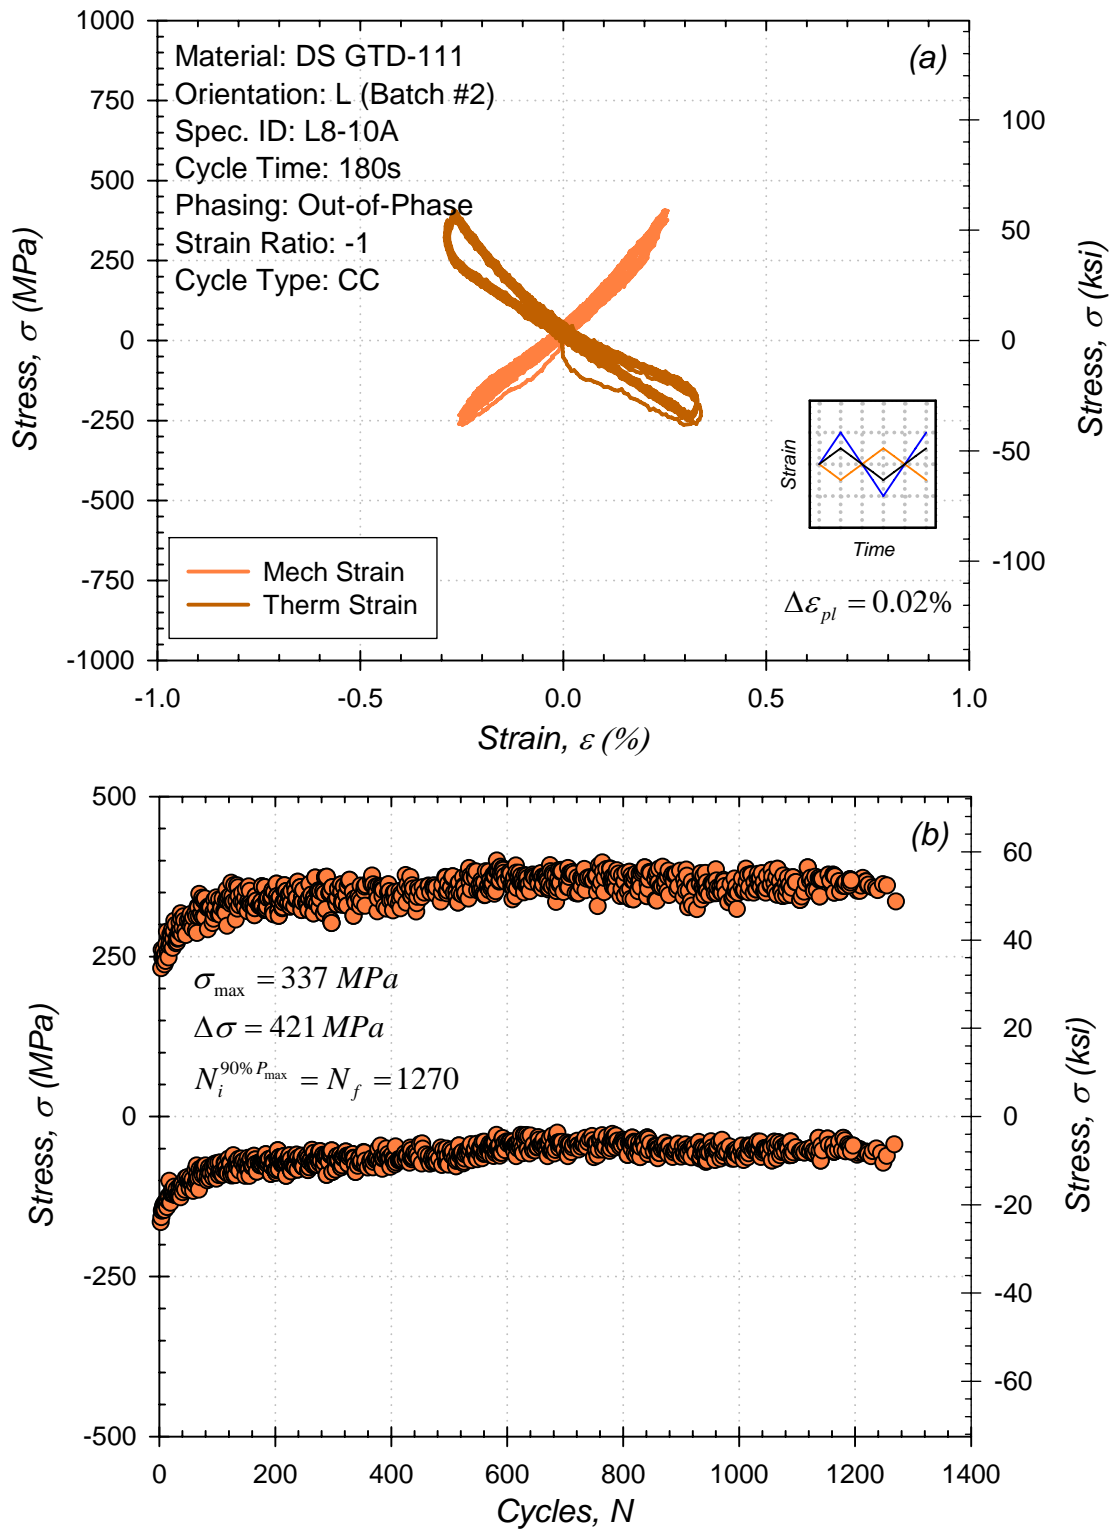 1000
750
500
250
0
-250
-500
-750
-1000
Stress, σ (MPa)
Material: DS GTD-111
Orientation: L (Batch #2)
Spec. ID: L8-10A
Cycle Time: 180s
Phasing: Out-of-Phase
Strain Ratio: -1
Cycle Type: CC
(a)
100
50
0
-50
-100
Stress, σ (ksi)
Strain
Time
Mech Strain
Therm Strain
Δε_pl = 0.02%
-1.0 -0.5 0.0 0.5 1.0
Strain, ε (%)
500
250
0
-250
-500
Stress, σ (MPa)
(b)
σ_max = 337 MPa
Δσ = 421 MPa
N_i^{90% P_max} = N_f = 1270
60
40
20
0
-20
-40
-60
Stress, σ (ksi)
0 200 400 600 800 1000 1200 1400
Cycles, N